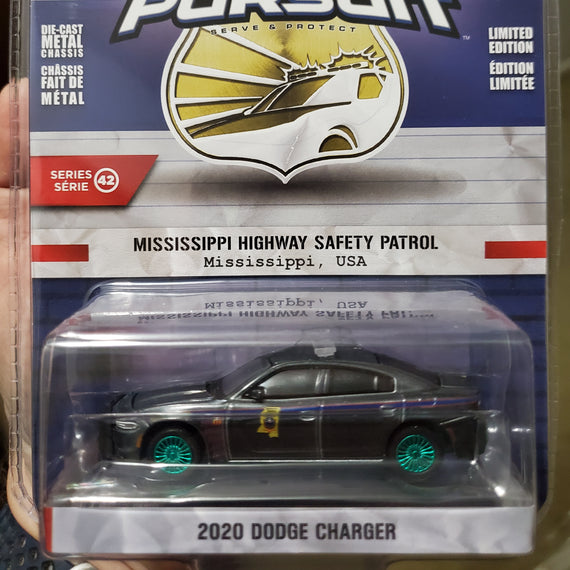 PURSUIT
™
SERVE & PROTECT
DIE-CAST
METAL
CHASSIS
CHÂSSIS
FAIT DE
MÉTAL
LIMITED
EDITION
ÉDITION
LIMITÉE
SERIES
SÉRIE
42
MISSISSIPPI HIGHWAY SAFETY PATROL
Mississippi, USA
2020 DODGE CHARGER